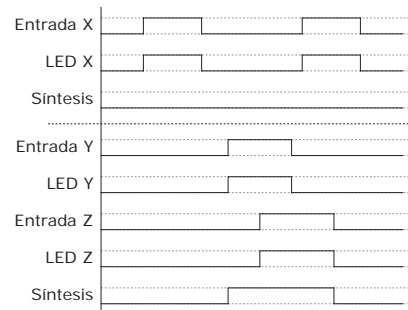 Entrada X
LED X
Síntesis
Entrada Y
LED Y
Entrada Z
LED Z
Síntesis